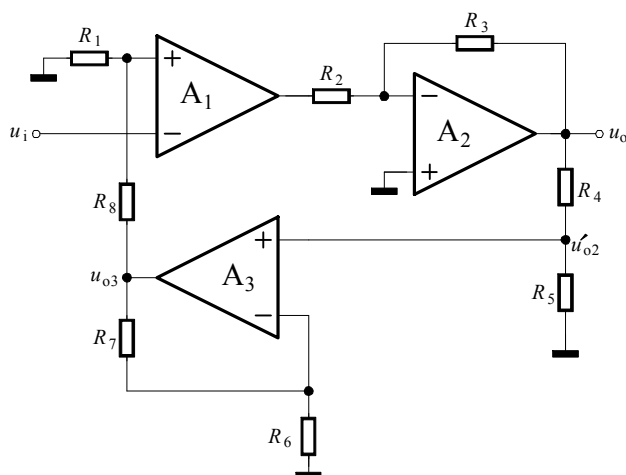 R1
R3
+
R2
A1
−
−
A2
ui
−
uo
+
R4
R8
+
u′o2
uo3
A3
R5
R7
−
R6